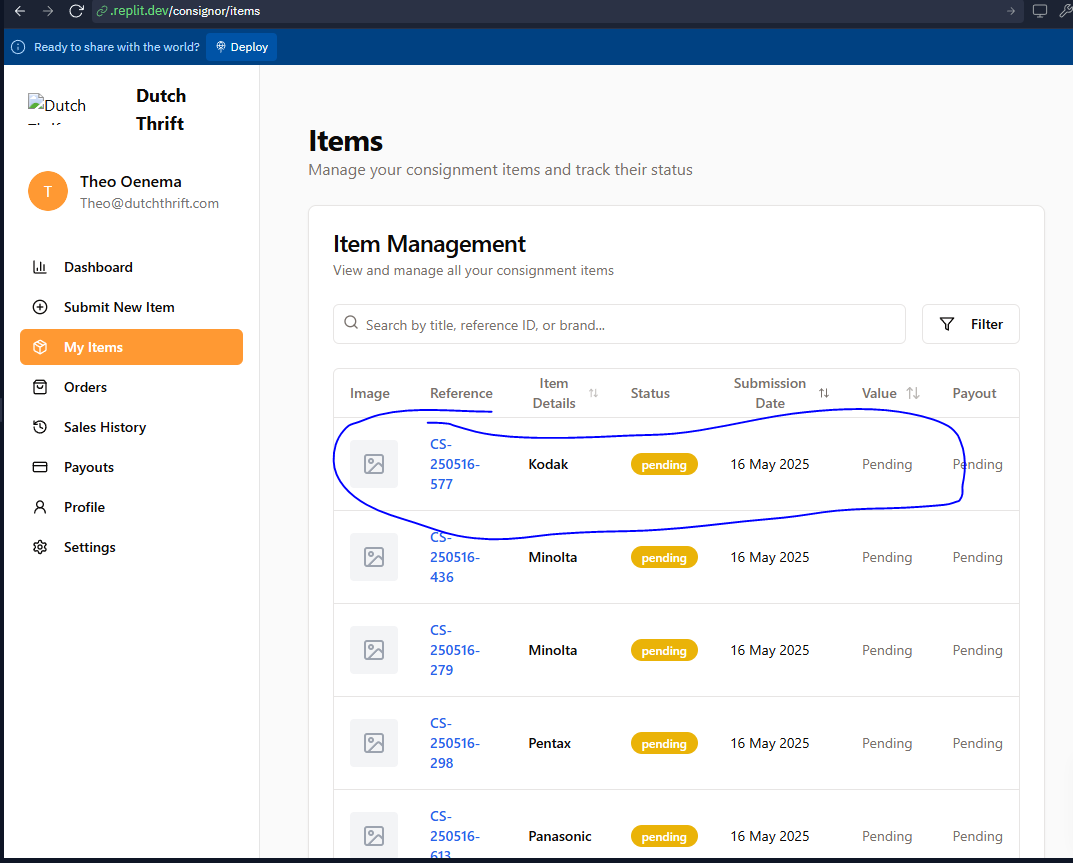 .replit.dev/consignor/items
Ready to share with the world? Deploy
Dutch
Dutch
Thrift
T
Theo Oenema
Theo@dutchthrift.com
Dashboard
Submit New Item
My Items
Orders
Sales History
Payouts
Profile
Settings
Items
Manage your consignment items and track their status
Item Management
View and manage all your consignment items
Search by title, reference ID, or brand...
Filter
Image Reference Item Details Status Submission Date Value Payout
CS-
250516-
577
Kodak pending 16 May 2025 Pending Pending
CS-
250516-
436
Minolta pending 16 May 2025 Pending Pending
CS-
250516-
279
Minolta pending 16 May 2025 Pending Pending
CS-
250516-
298
Pentax pending 16 May 2025 Pending Pending
CS-
250516-
613
Panasonic pending 16 May 2025 Pending Pending